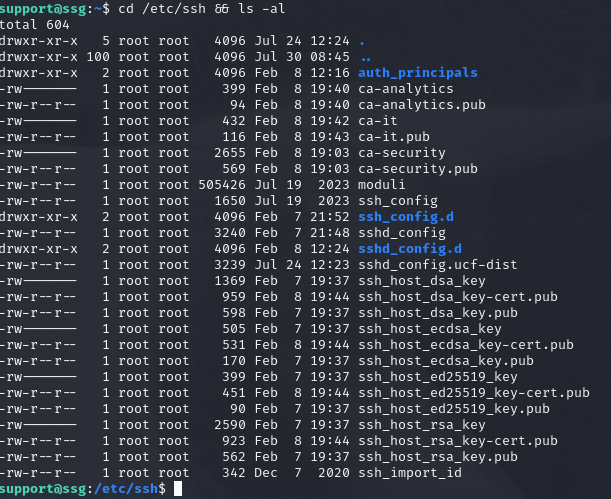 support@ssg:~$ cd /etc/ssh && ls -al
total 604
drwxr-xr-x 5 root root 4096 Jul 24 12:24 .
drwxr-xr-x 100 root root 4096 Jul 30 08:45 ..
drwxr-xr-x 2 root root 4096 Feb 8 12:16 auth_principals
-rw------- 1 root root 399 Feb 8 19:40 ca-analytics
-rw-r--r-- 1 root root 94 Feb 8 19:40 ca-analytics.pub
-rw------- 1 root root 432 Feb 8 19:42 ca-it
-rw-r--r-- 1 root root 116 Feb 8 19:43 ca-it.pub
-rw------- 1 root root 2655 Feb 8 19:03 ca-security
-rw-r--r-- 1 root root 569 Feb 8 19:03 ca-security.pub
-rw-r--r-- 1 root root 505426 Jul 19 2023 moduli
-rw-r--r-- 1 root root 1650 Jul 19 2023 ssh_config
drwxr-xr-x 2 root root 4096 Feb 7 21:52 ssh_config.d
-rw-r--r-- 1 root root 3240 Feb 7 21:48 sshd_config
drwxr-xr-x 2 root root 4096 Feb 8 12:24 sshd_config.d
-rw-r--r-- 1 root root 3239 Jul 24 12:23 sshd_config.ucf-dist
-rw------- 1 root root 1369 Feb 7 19:37 ssh_host_dsa_key
-rw-r--r-- 1 root root 959 Feb 8 19:44 ssh_host_dsa_key-cert.pub
-rw-r--r-- 1 root root 598 Feb 7 19:37 ssh_host_dsa_key.pub
-rw------- 1 root root 505 Feb 7 19:37 ssh_host_ecdsa_key
-rw-r--r-- 1 root root 531 Feb 8 19:44 ssh_host_ecdsa_key-cert.pub
-rw-r--r-- 1 root root 170 Feb 7 19:37 ssh_host_ecdsa_key.pub
-rw------- 1 root root 399 Feb 7 19:37 ssh_host_ed25519_key
-rw-r--r-- 1 root root 451 Feb 8 19:44 ssh_host_ed25519_key-cert.pub
-rw-r--r-- 1 root root 90 Feb 7 19:37 ssh_host_ed25519_key.pub
-rw------- 1 root root 2590 Feb 7 19:37 ssh_host_rsa_key
-rw-r--r-- 1 root root 923 Feb 8 19:44 ssh_host_rsa_key-cert.pub
-rw-r--r-- 1 root root 562 Feb 7 19:37 ssh_host_rsa_key.pub
-rw-r--r-- 1 root root 342 Dec 7 2020 ssh_import_id
support@ssg:/etc/ssh$